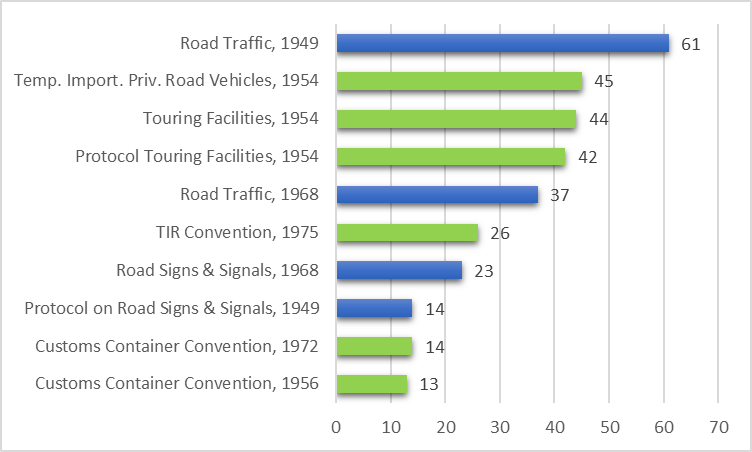 Road Traffic, 1949 61
Temp. Import. Priv. Road Vehicles, 1954 45
Touring Facilities, 1954 44
Protocol Touring Facilities, 1954 42
Road Traffic, 1968 37
TIR Convention, 1975 26
Road Signs & Signals, 1968 23
Protocol on Road Signs & Signals, 1949 14
Customs Container Convention, 1972 14
Customs Container Convention, 1956 13
0 10 20 30 40 50 60 70